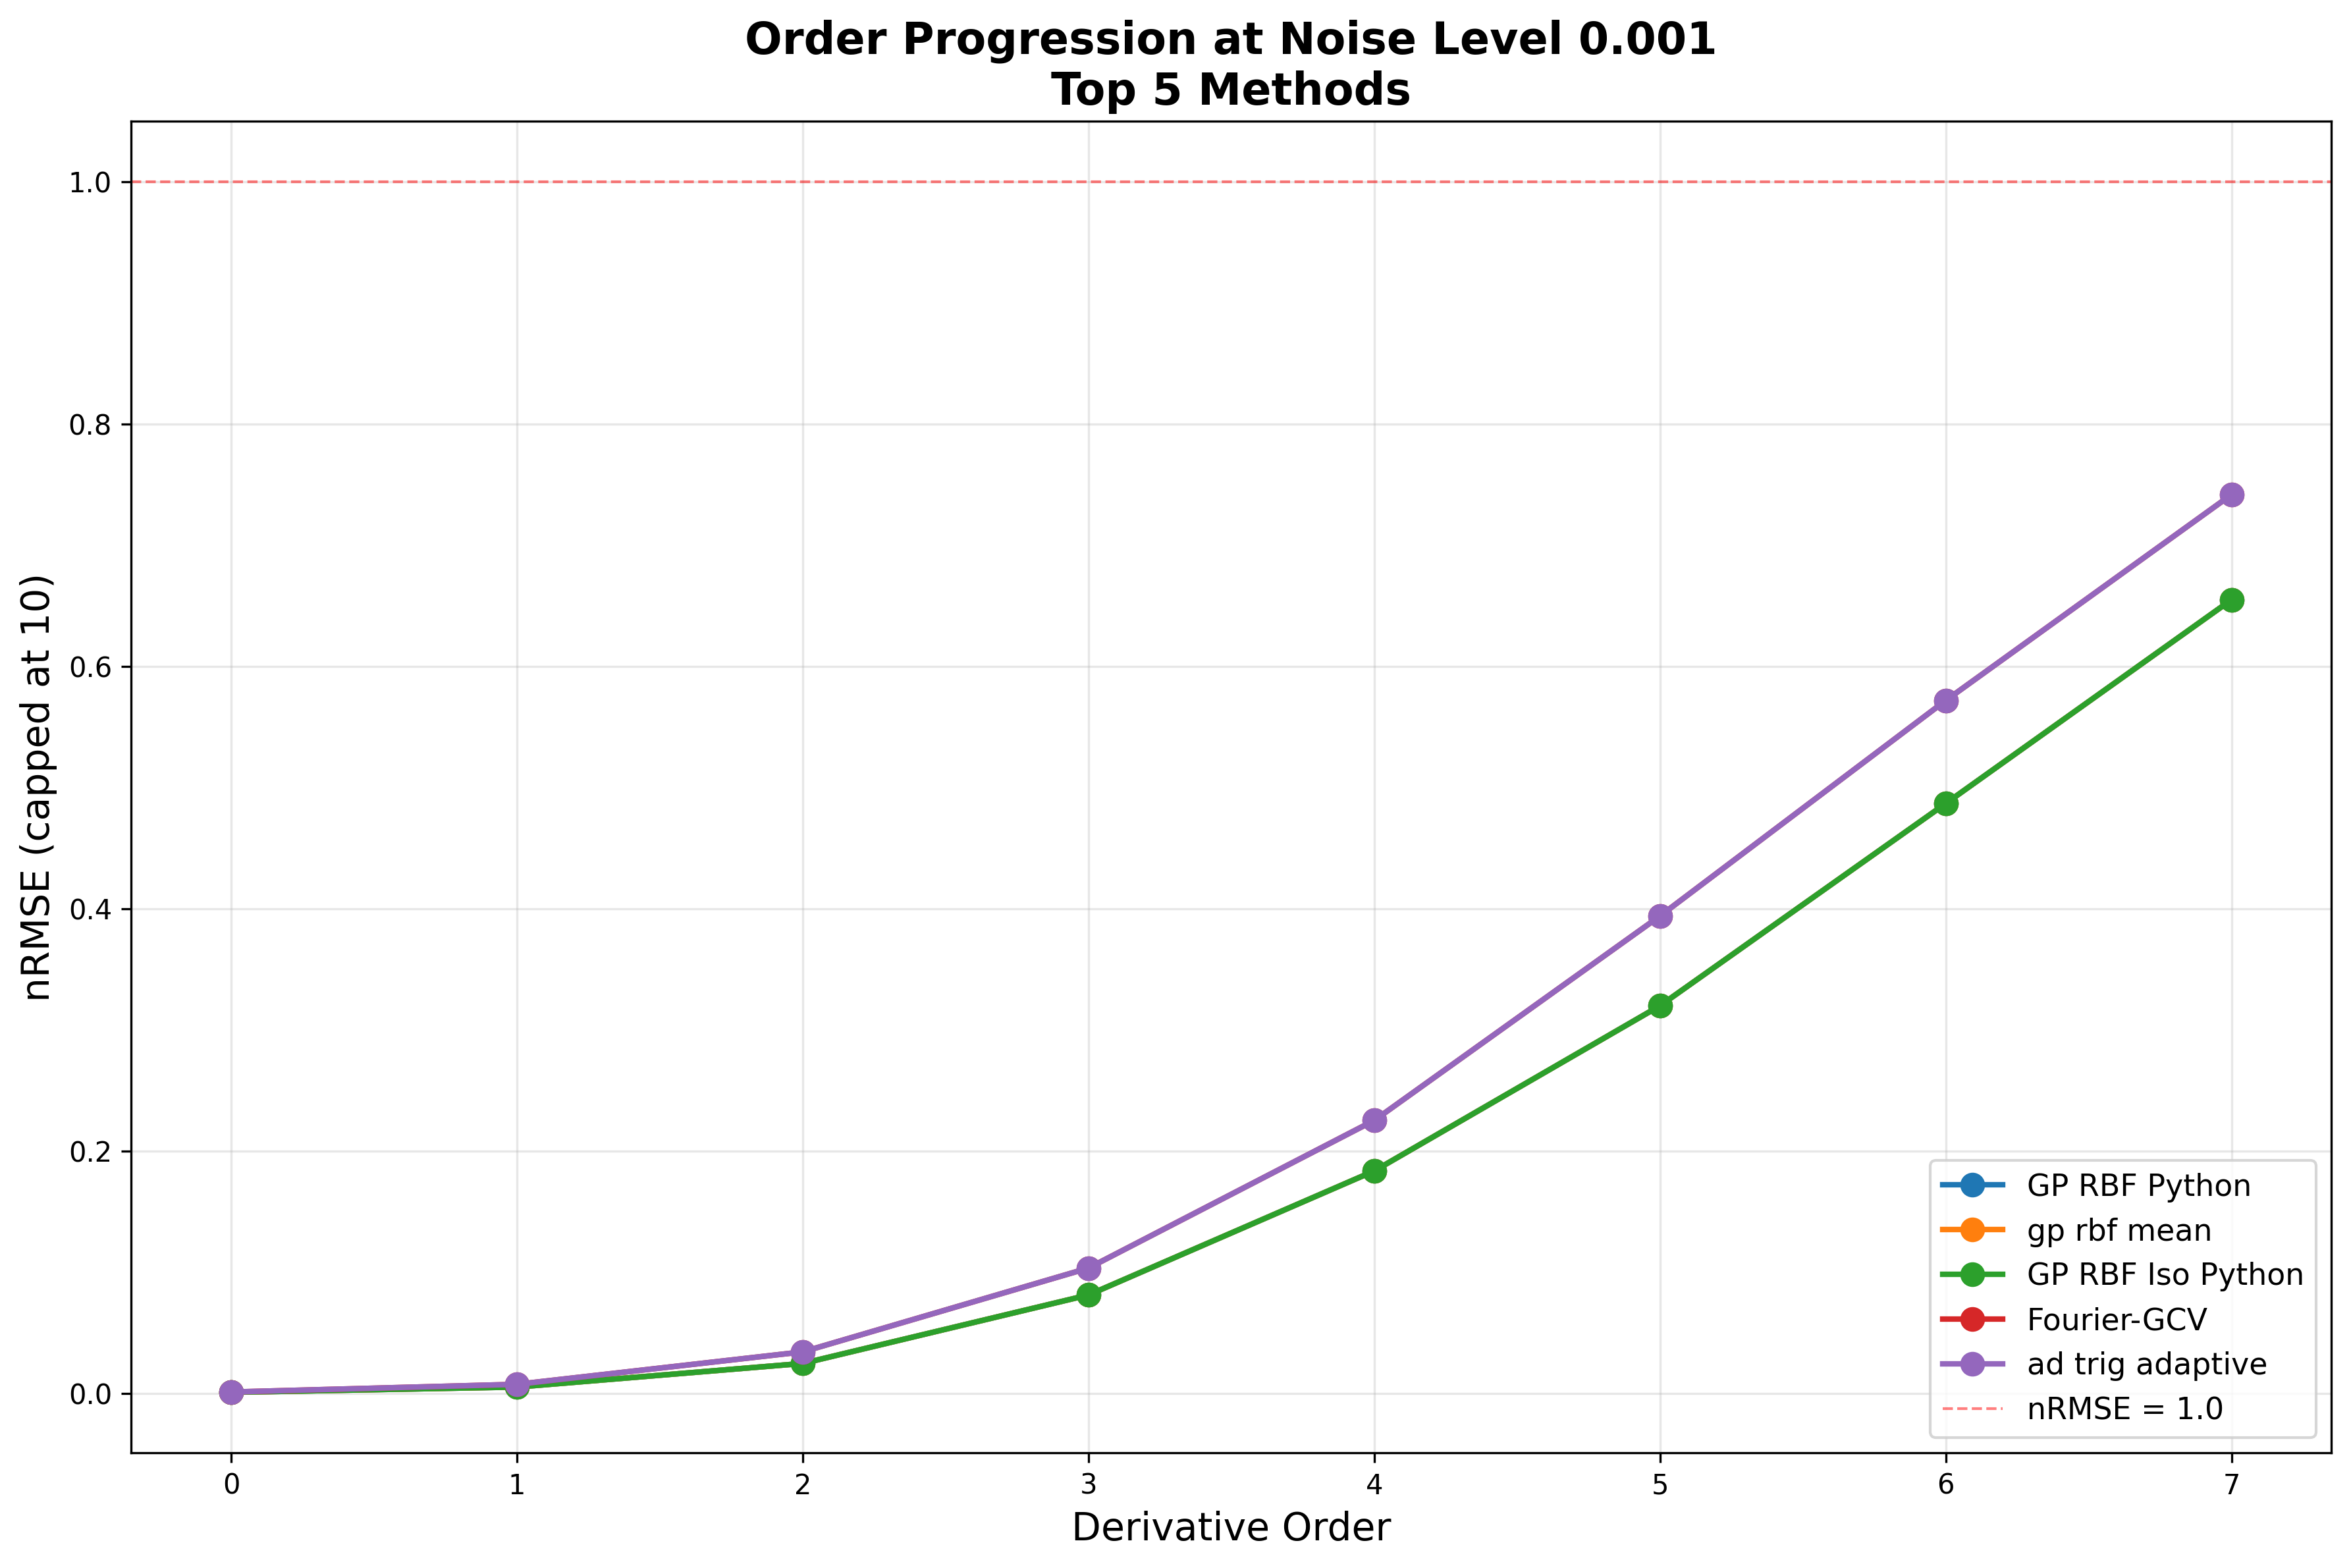 Order Progression at Noise Level 0.001
Top 5 Methods
nRMSE (capped at 10)
1.0
0.8
0.6
0.4
0.2
0.0
0 1 2 3 4 5 6 7
Derivative Order
GP RBF Python
gp rbf mean
GP RBF Iso Python
Fourier-GCV
ad trig adaptive
nRMSE = 1.0